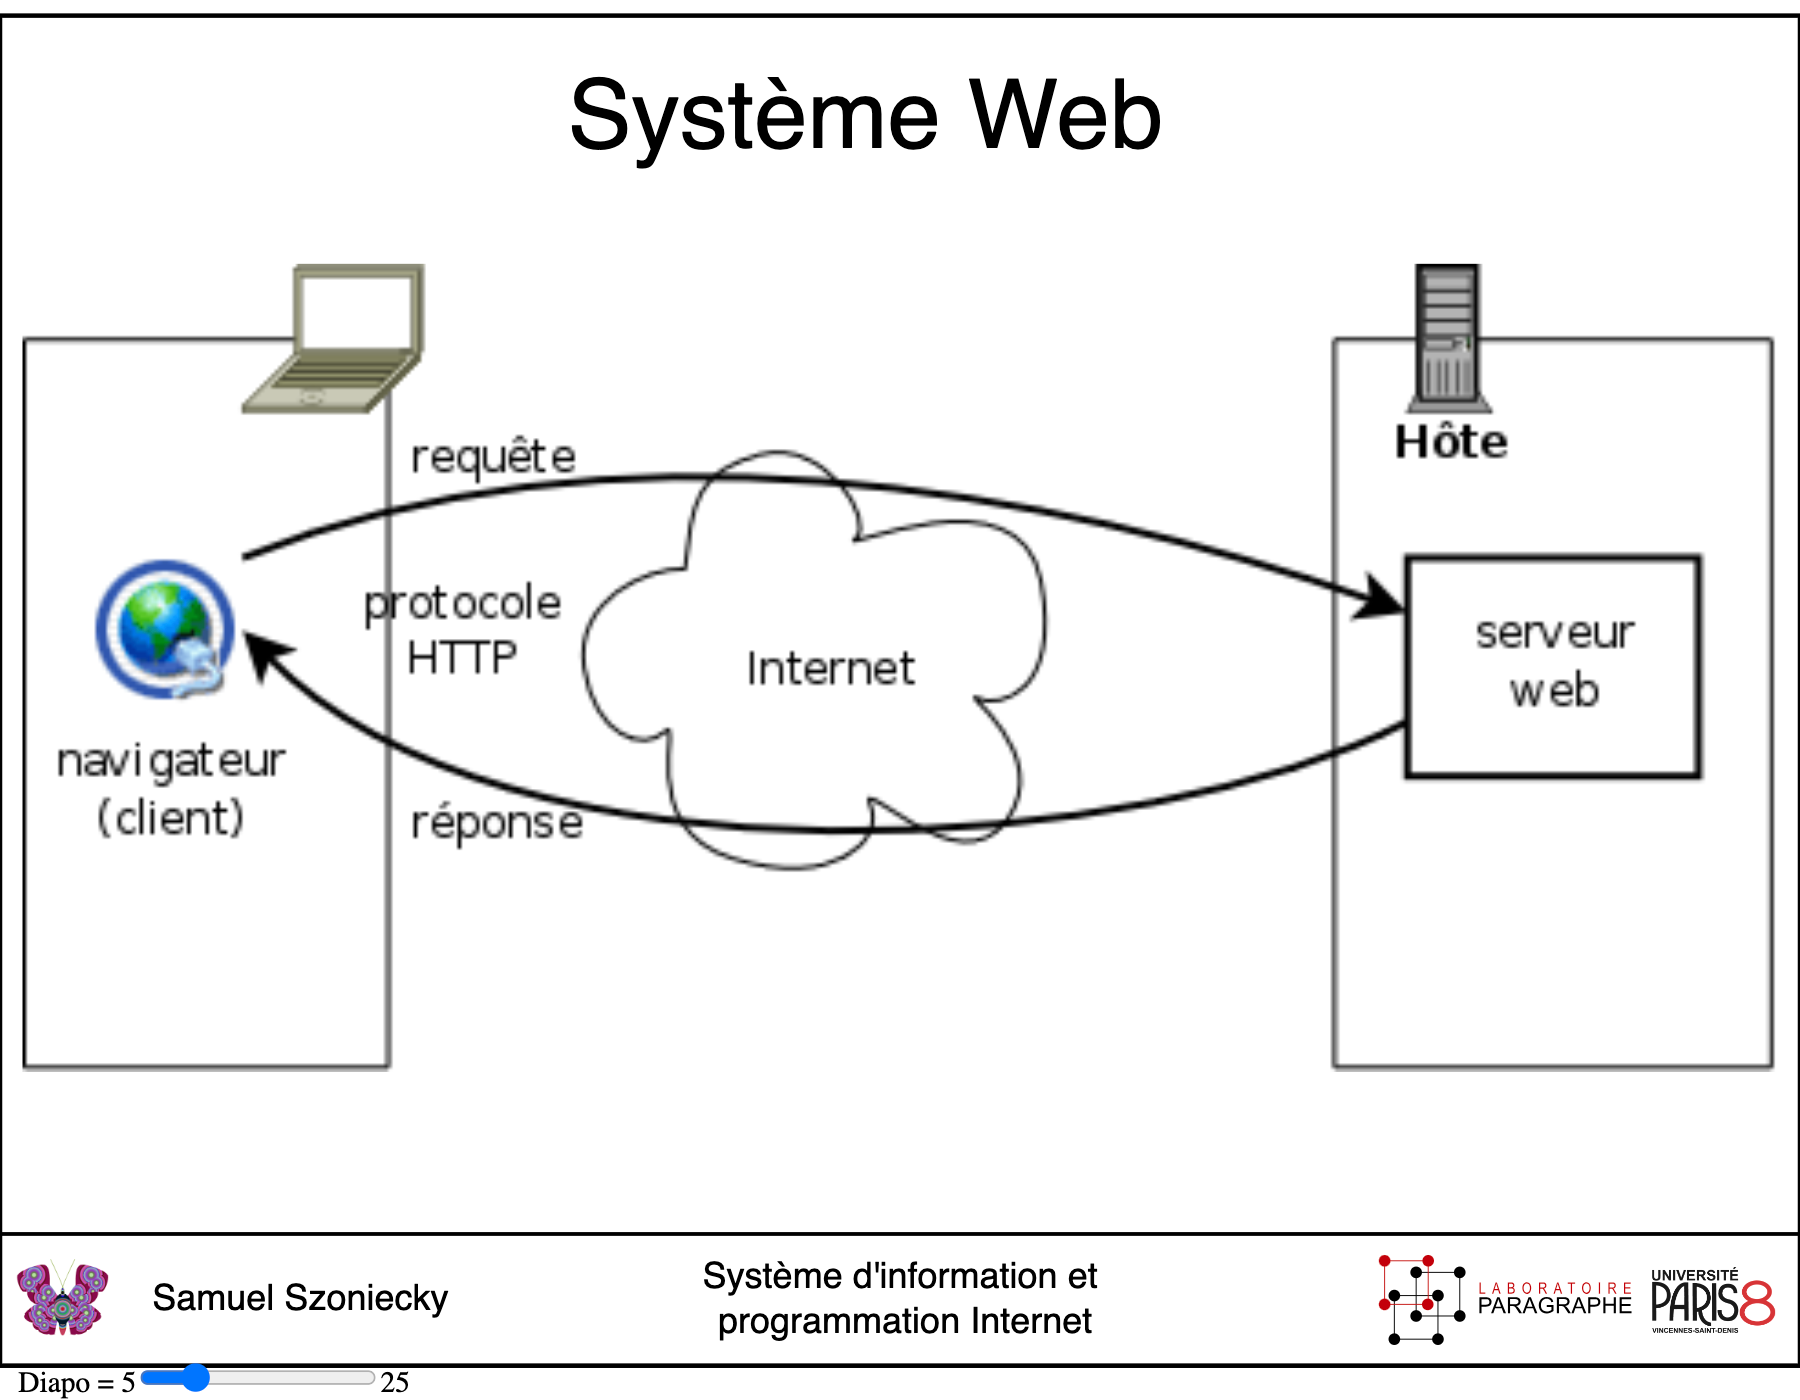 Système Web
requête
Hôte
protocole
HTTP
Internet
serveur
web
navigateur
(client)
réponse
Samuel Szoniecky
Système d'information et
programmation Internet
LABORATOIRE
PARAGRAPHE
UNIVERSITÉ
PARIS8
VINCENNES-SAINT-DENIS
Diapo = 5 25